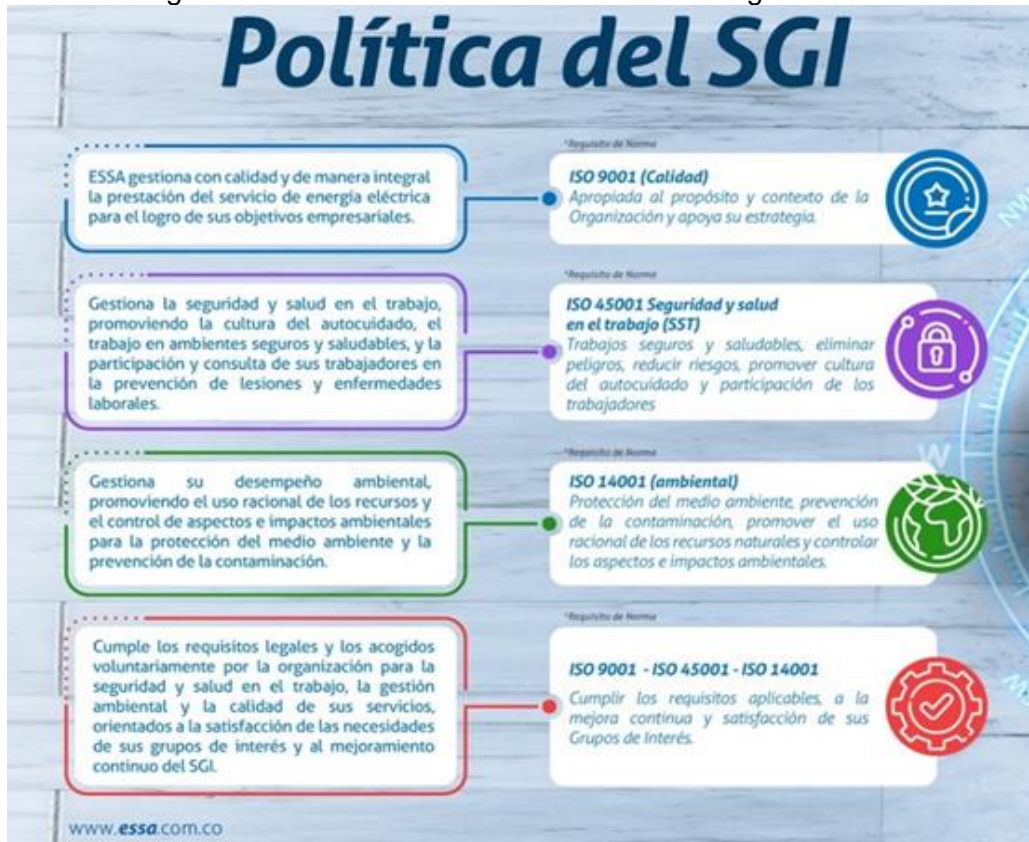 Política del SGI
ESSA gestiona con calidad y de manera integral
la prestación del servicio de energía eléctrica
para el logro de sus objetivos empresariales.
*Requisito de Norma
ISO 9001 (Calidad)
Apropiada al propósito y contexto de la
Organización y apoya su estrategia.
Gestiona la seguridad y salud en el trabajo,
promoviendo la cultura del autocuidado, el
trabajo en ambientes seguros y saludables, y la
participación y consulta de sus trabajadores en
la prevención de lesiones y enfermedades
laborales.
*Requisito de Norma
ISO 45001 Seguridad y salud
en el trabajo (SST)
Trabajos seguros y saludables, eliminar
peligros, reducir riesgos, promover cultura
del autocuidado y participación de los
trabajadores
Gestiona su desempeño ambiental,
promoviendo el uso racional de los recursos y
el control de aspectos e impactos ambientales
para la protección del medio ambiente y la
prevención de la contaminación.
*Requisito de Norma
ISO 14001 (ambiental)
Protección del medio ambiente, prevención
de la contaminación, promover el uso
racional de los recursos naturales y controlar
los aspectos e impactos ambientales.
Cumple los requisitos legales y los acogidos
voluntariamente por la organización para la
seguridad y salud en el trabajo, la gestión
ambiental y la calidad de sus servicios,
orientados a la satisfacción de las necesidades
de sus grupos de interés y al mejoramiento
continuo del SGI.
*Requisito de Norma
ISO 9001 - ISO 45001 - ISO 14001
Cumplir los requisitos aplicables, a la
mejora continua y satisfacción de sus
Grupos de Interés.
NW
W
www.essa.com.co